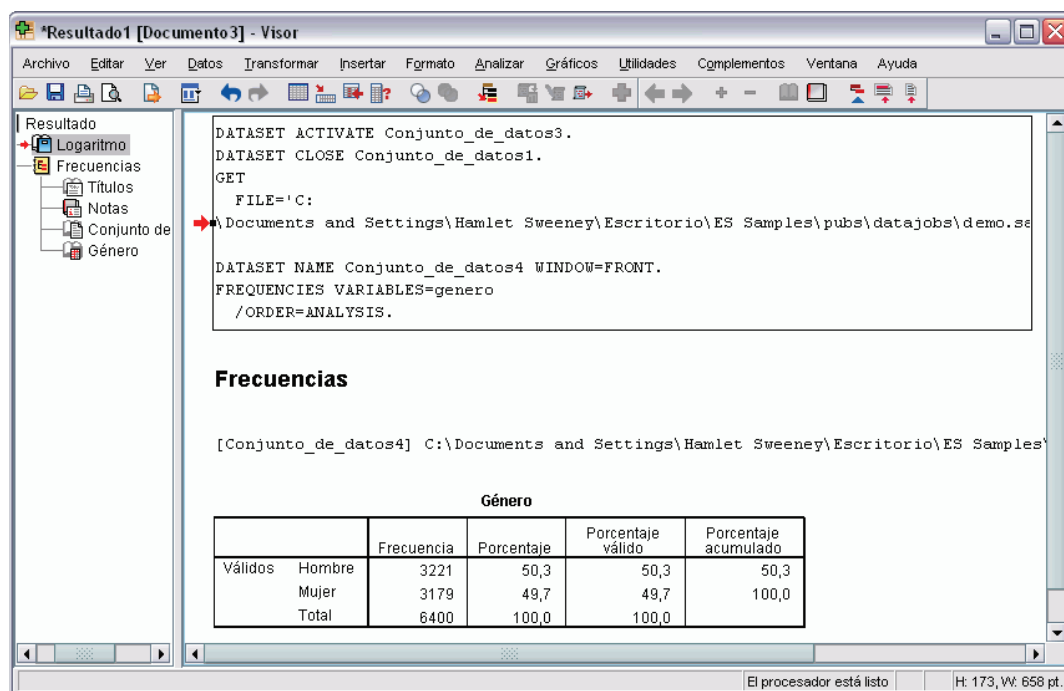 *Resultado1 [Documento3] - Visor
Archivo Editar Ver Datos Transformar Insertar Formato Analizar Gráficos Utilidades Complementos Ventana Ayuda
Resultado
Logaritmo
Frecuencias
Títulos
Notas
Conjunto de
Género
DATASET ACTIVATE Conjunto_de_datos3.
DATASET CLOSE Conjunto_de_datos1.
GET
FILE='C:
\Documents and Settings\Hamlet Sweeney\Escritorio\ES Samples\pubs\datajobs\demo.sa
DATASET NAME Conjunto_de_datos4 WINDOW=FRONT.
FREQUENCIES VARIABLES=genero
/ORDER=ANALYSIS.
Frecuencias
[Conjunto_de_datos4] C:\Documents and Settings\Hamlet Sweeney\Escritorio\ES Samples\
Género
Frecuencia Porcentaje Porcentaje válido Porcentaje acumulado
Válidos Hombre 3221 50,3 50,3 50,3
Mujer 3179 49,7 49,7 100,0
Total 6400 100,0 100,0
El procesador está listo H: 173, W: 658 pt.